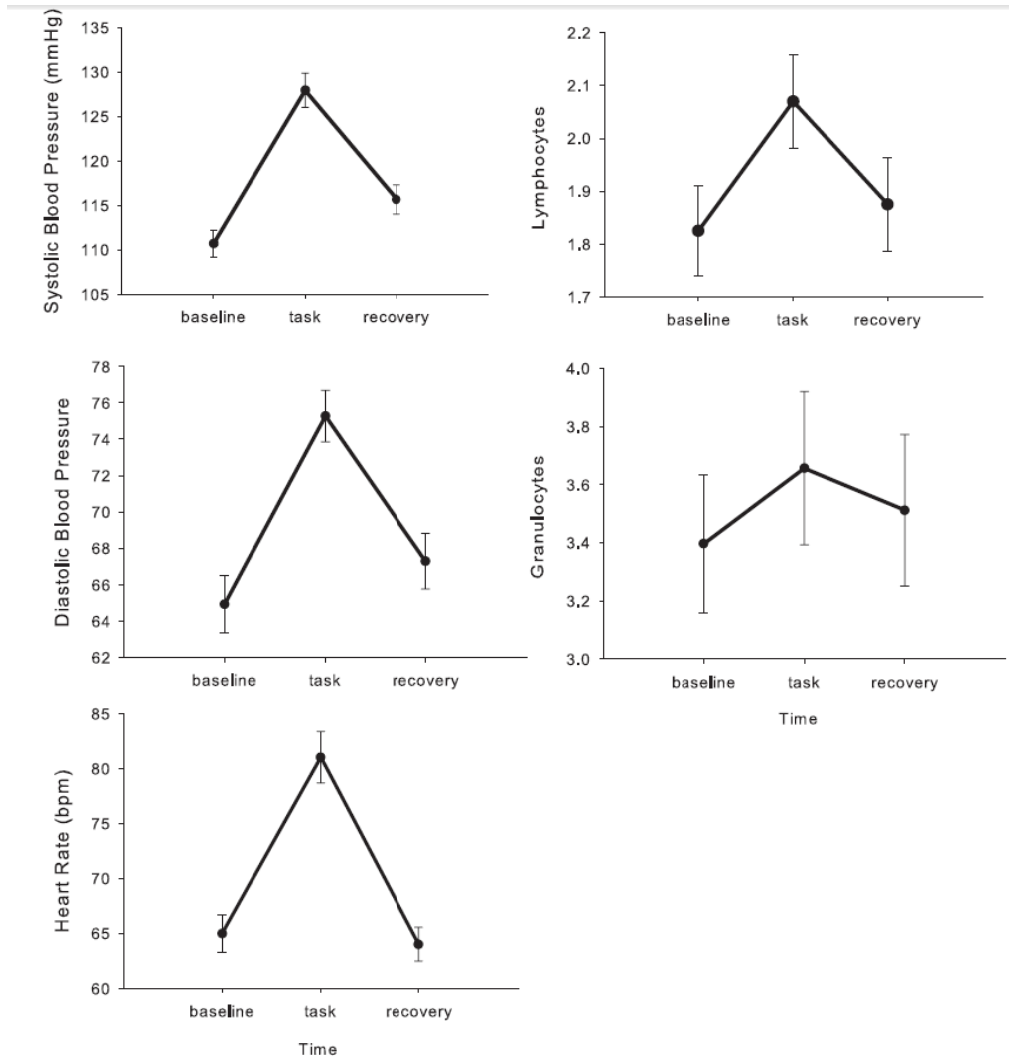 Systolic Blood Pressure (mmHg)
135
130
125
120
115
110
105
baseline task recovery
Lymphocytes
2.2
2.1
2.0
1.9
1.8
1.7
baseline task recovery
Diastolic Blood Pressure
78
76
74
72
70
68
66
64
62
baseline task recovery
Granulocytes
4.0
3.8
3.6
3.4
3.2
3.0
baseline task recovery
Time
Heart Rate (bpm)
85
80
75
70
65
60
baseline task recovery
Time